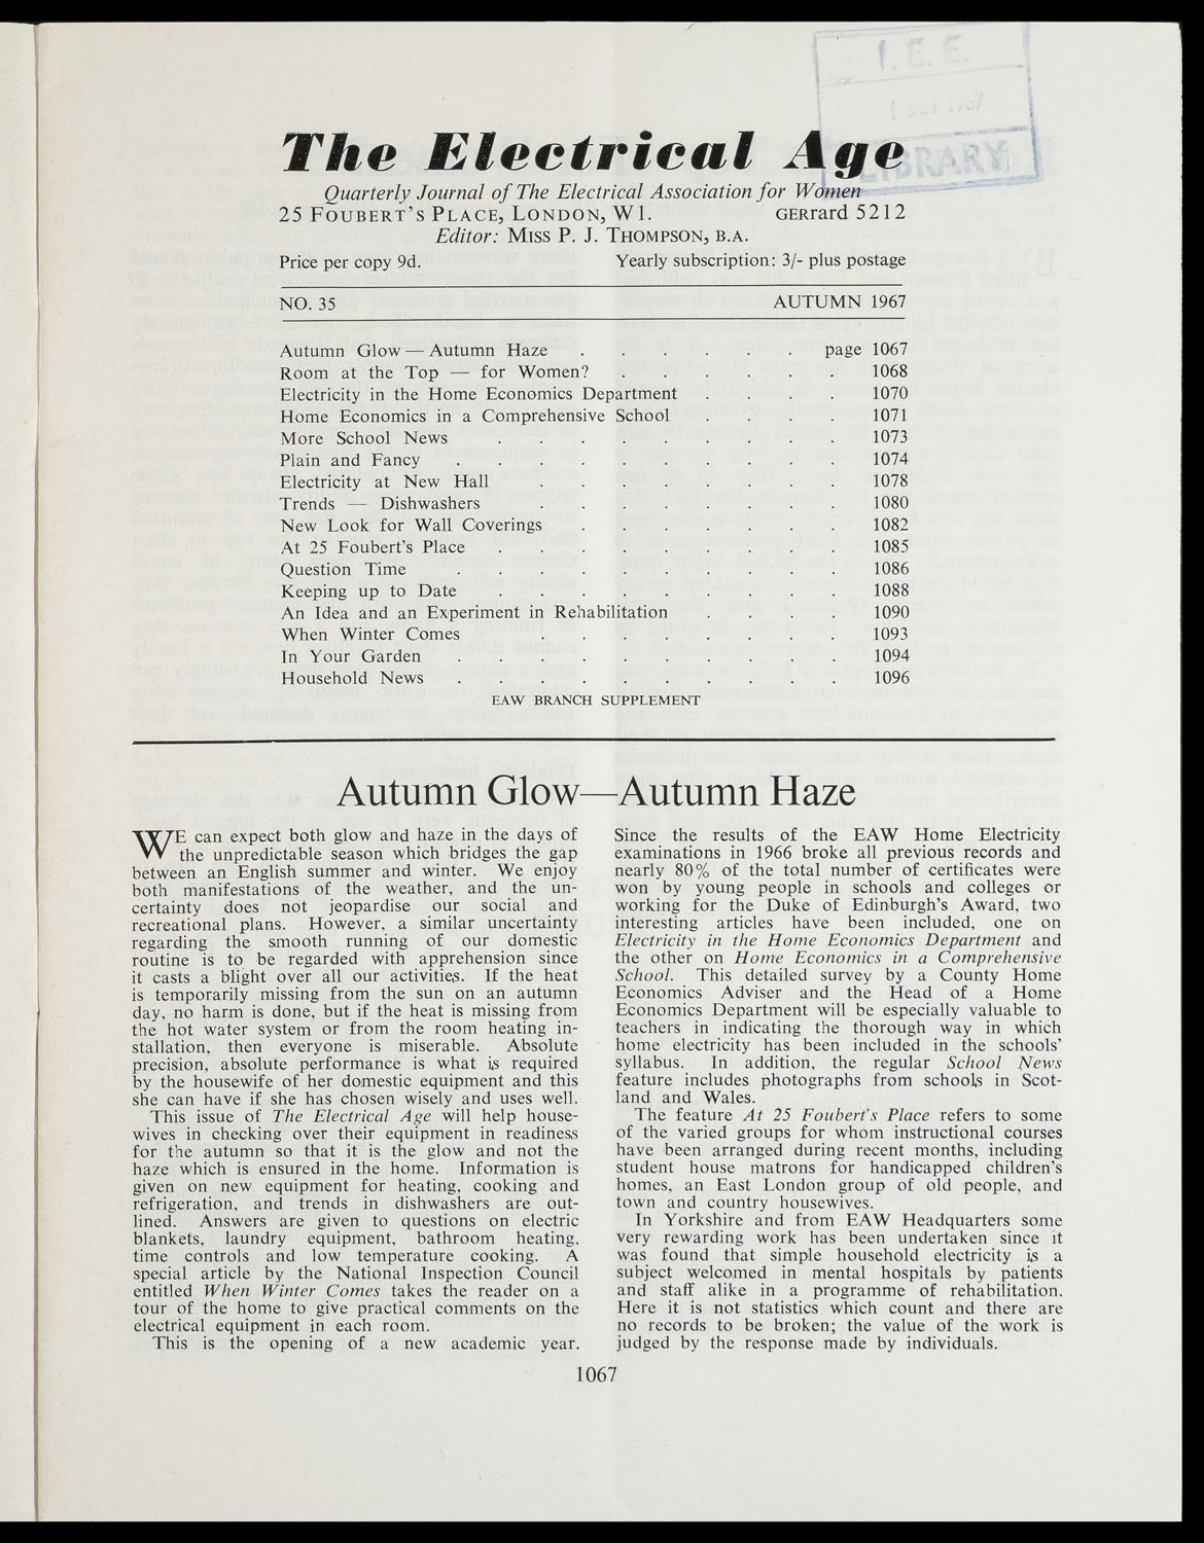 I. E. E.
LIBRARY
The Electrical Age
Quarterly Journal of The Electrical Association for Women
25 FOUBERT'S PLACE, LONDON, W1. GERrard 5212
Editor: MISS P. J. THOMPSON, B.A.
Price per copy 9d. Yearly subscription: 3/- plus postage
NO. 35 AUTUMN 1967
Autumn Glow — Autumn Haze . . . . . . page 1067
Room at the Top — for Women? . . . . . . 1068
Electricity in the Home Economics Department . . . . 1070
Home Economics in a Comprehensive School . . . . 1071
More School News . . . . . . . . . 1073
Plain and Fancy . . . . . . . . . . 1074
Electricity at New Hall . . . . . . . . 1078
Trends — Dishwashers . . . . . . . . 1080
New Look for Wall Coverings . . . . . . . 1082
At 25 Foubert's Place . . . . . . . . . 1085
Question Time . . . . . . . . . . 1086
Keeping up to Date . . . . . . . . . 1088
An Idea and an Experiment in Rehabilitation . . . . 1090
When Winter Comes . . . . . . . . 1093
In Your Garden . . . . . . . . . . 1094
Household News . . . . . . . . . . 1096
EAW BRANCH SUPPLEMENT
Autumn Glow—Autumn Haze
WE can expect both glow and haze in the days of
the unpredictable season which bridges the gap
between an English summer and winter. We enjoy
both manifestations of the weather, and the un-
certainty does not jeopardise our social and
recreational plans. However, a similar uncertainty
regarding the smooth running of our domestic
routine is to be regarded with apprehension since
it casts a blight over all our activities. If the heat
is temporarily missing from the sun on an autumn
day, no harm is done, but if the heat is missing from
the hot water system or from the room heating in-
stallation, then everyone is miserable. Absolute
precision, absolute performance is what is required
by the housewife of her domestic equipment and this
she can have if she has chosen wisely and uses well.
This issue of The Electrical Age will help house-
wives in checking over their equipment in readiness
for the autumn so that it is the glow and not the
haze which is ensured in the home. Information is
given on new equipment for heating, cooking and
refrigeration, and trends in dishwashers are out-
lined. Answers are given to questions on electric
blankets, laundry equipment, bathroom heating,
time controls and low temperature cooking. A
special article by the National Inspection Council
entitled When Winter Comes takes the reader on a
tour of the home to give practical comments on the
electrical equipment in each room.
This is the opening of a new academic year.
Since the results of the EAW Home Electricity
examinations in 1966 broke all previous records and
nearly 80% of the total number of certificates were
won by young people in schools and colleges or
working for the Duke of Edinburgh's Award, two
interesting articles have been included, one on
Electricity in the Home Economics Department and
the other on Home Economics in a Comprehensive
School. This detailed survey by a County Home
Economics Adviser and the Head of a Home
Economics Department will be especially valuable to
teachers in indicating the thorough way in which
home electricity has been included in the schools'
syllabus. In addition, the regular School News
feature includes photographs from schools in Scot-
land and Wales.
The feature At 25 Foubert's Place refers to some
of the varied groups for whom instructional courses
have been arranged during recent months, including
student house matrons for handicapped children's
homes, an East London group of old people, and
town and country housewives.
In Yorkshire and from EAW Headquarters some
very rewarding work has been undertaken since it
was found that simple household electricity is a
subject welcomed in mental hospitals by patients
and staff alike in a programme of rehabilitation.
Here it is not statistics which count and there are
no records to be broken; the value of the work is
judged by the response made by individuals.
1067